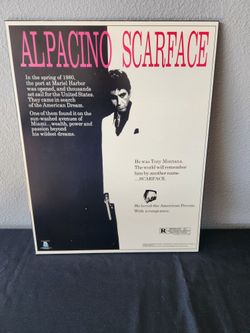 AL PACINO SCARFACE
In the spring of 1980,
the port at Mariel Harbor
was opened, and thousands
set sail for the United States.
They came in search
of the American Dream.
One of them found it on the
sun-washed avenues of
Miami...wealth, power and
passion beyond
his wildest dreams.
He was Tony Montana.
The world will remember
him by another name
...SCARFACE.
He loved the American Dream.
With a vengeance.
R